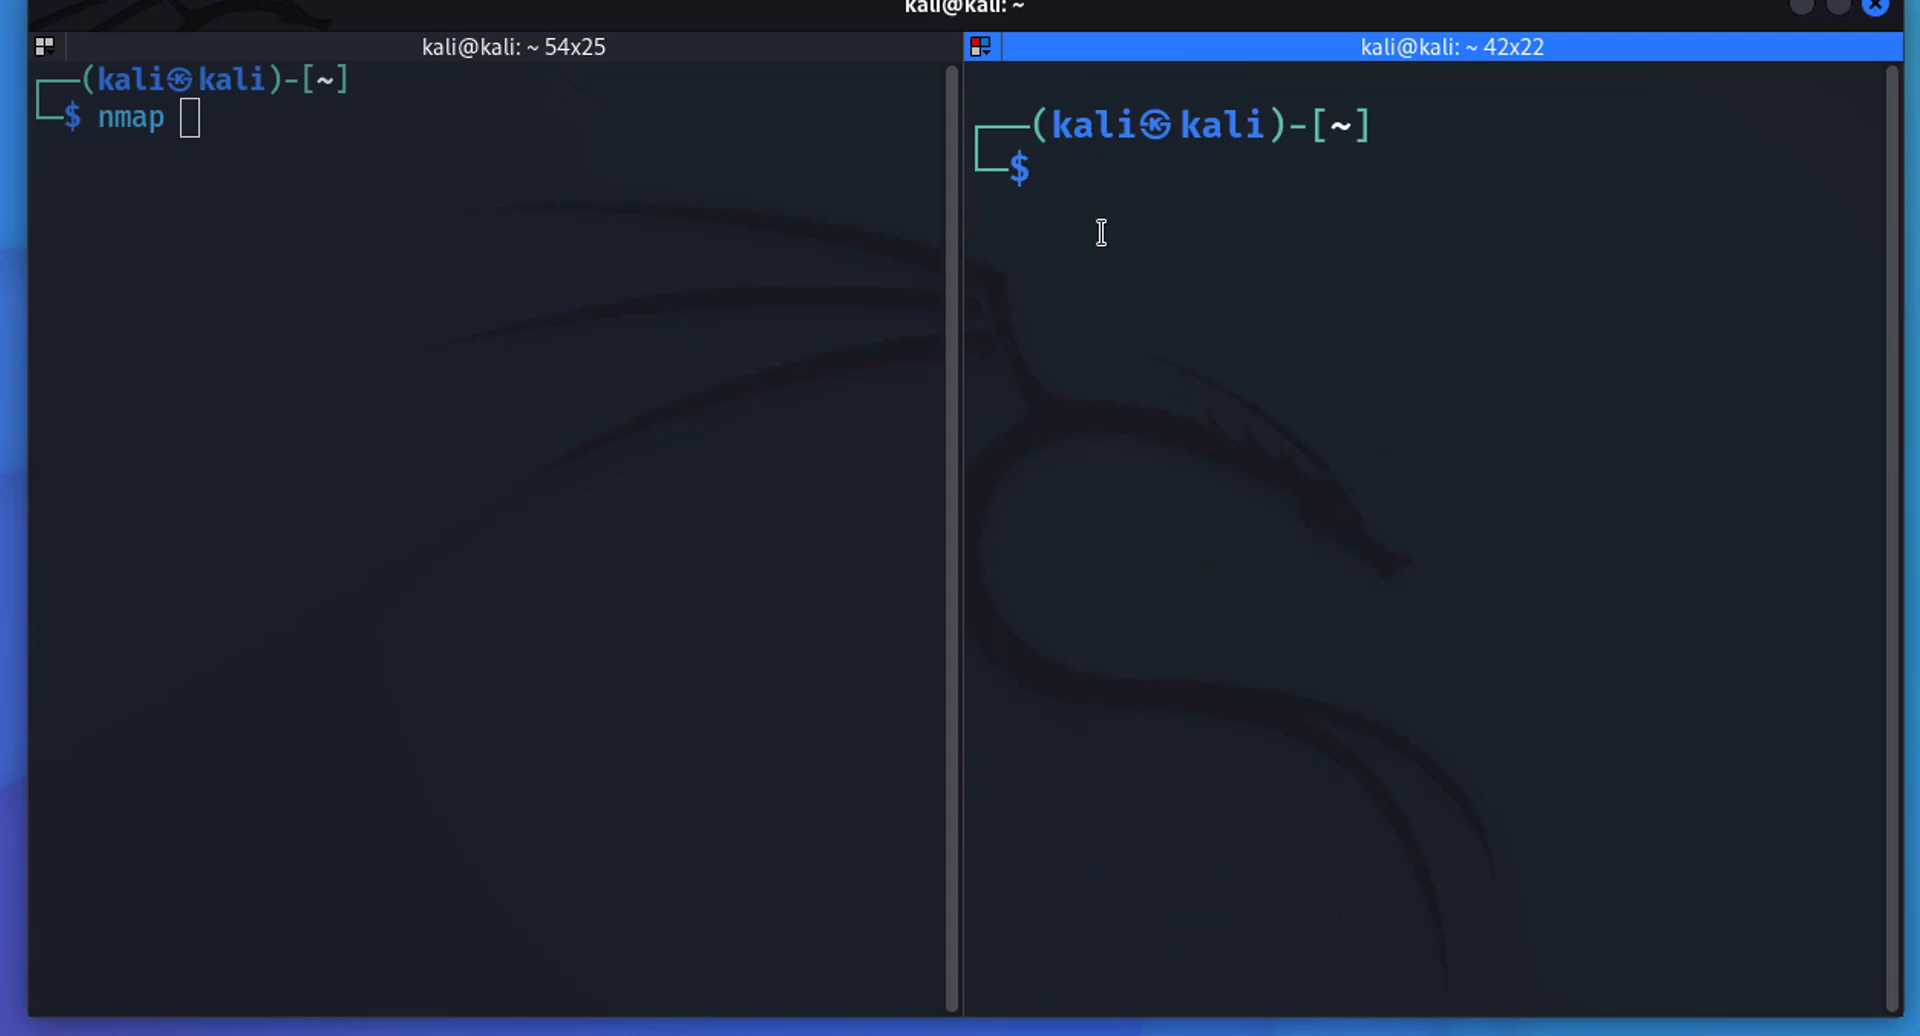 kali@kali: ~
kali@kali: ~ 54x25
┌──(kali㉿kali)-[~]
└─$ nmap
kali@kali: ~ 42x22
┌──(kali㉿kali)-[~]
└─$